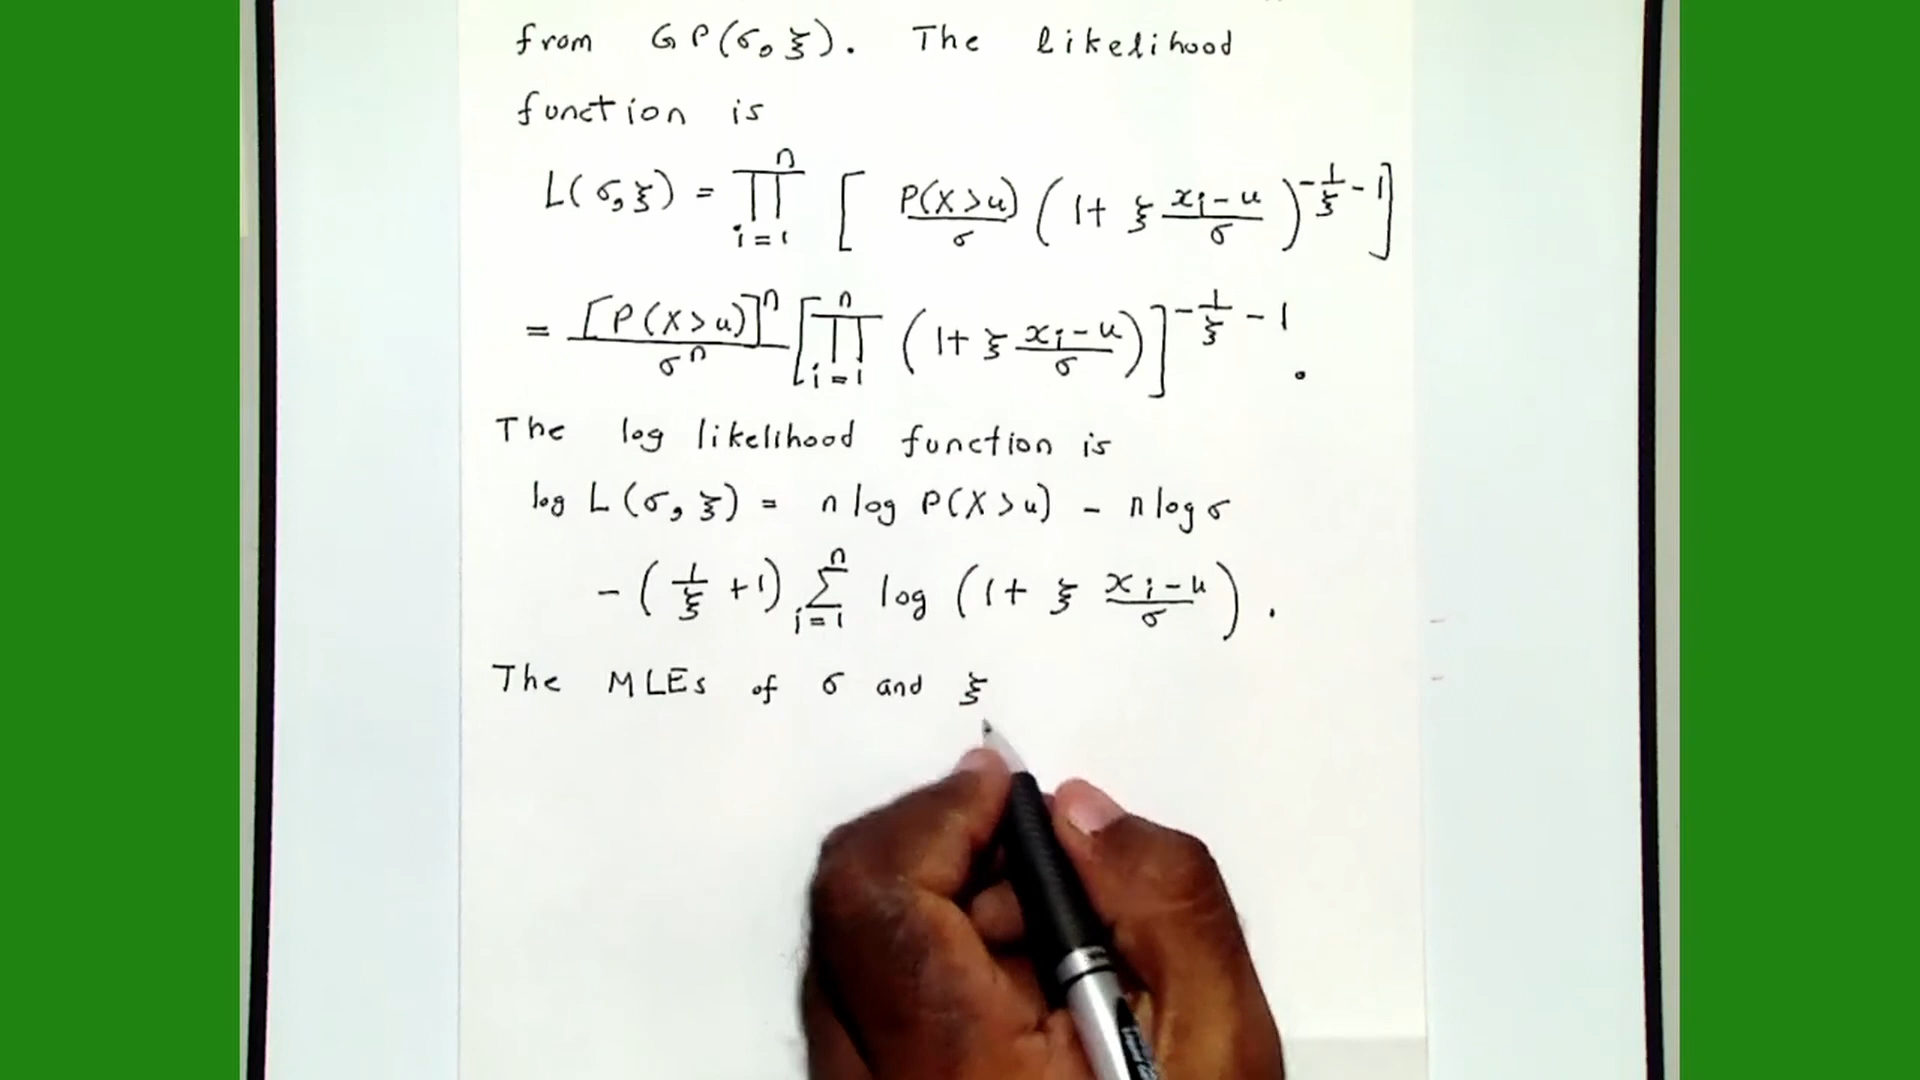 from GP(σ, ξ). The likelihood
function is
L(σ, ξ) = ∏_{i=1}^{n} [ P(X>u)/σ (1+ ξ (x_i-u)/σ)^{-1/ξ - 1} ]
= [P(X>u)]^n/σ^n [∏_{i=1}^{n} (1+ ξ (x_i-u)/σ)]^{-1/ξ - 1}.
The log likelihood function is
log L(σ, ξ) = n log P(X>u) - n log σ
-(1/ξ +1) ∑_{i=1}^{n} log (1+ ξ (x_i-u)/σ).
The MLEs of σ and ξ